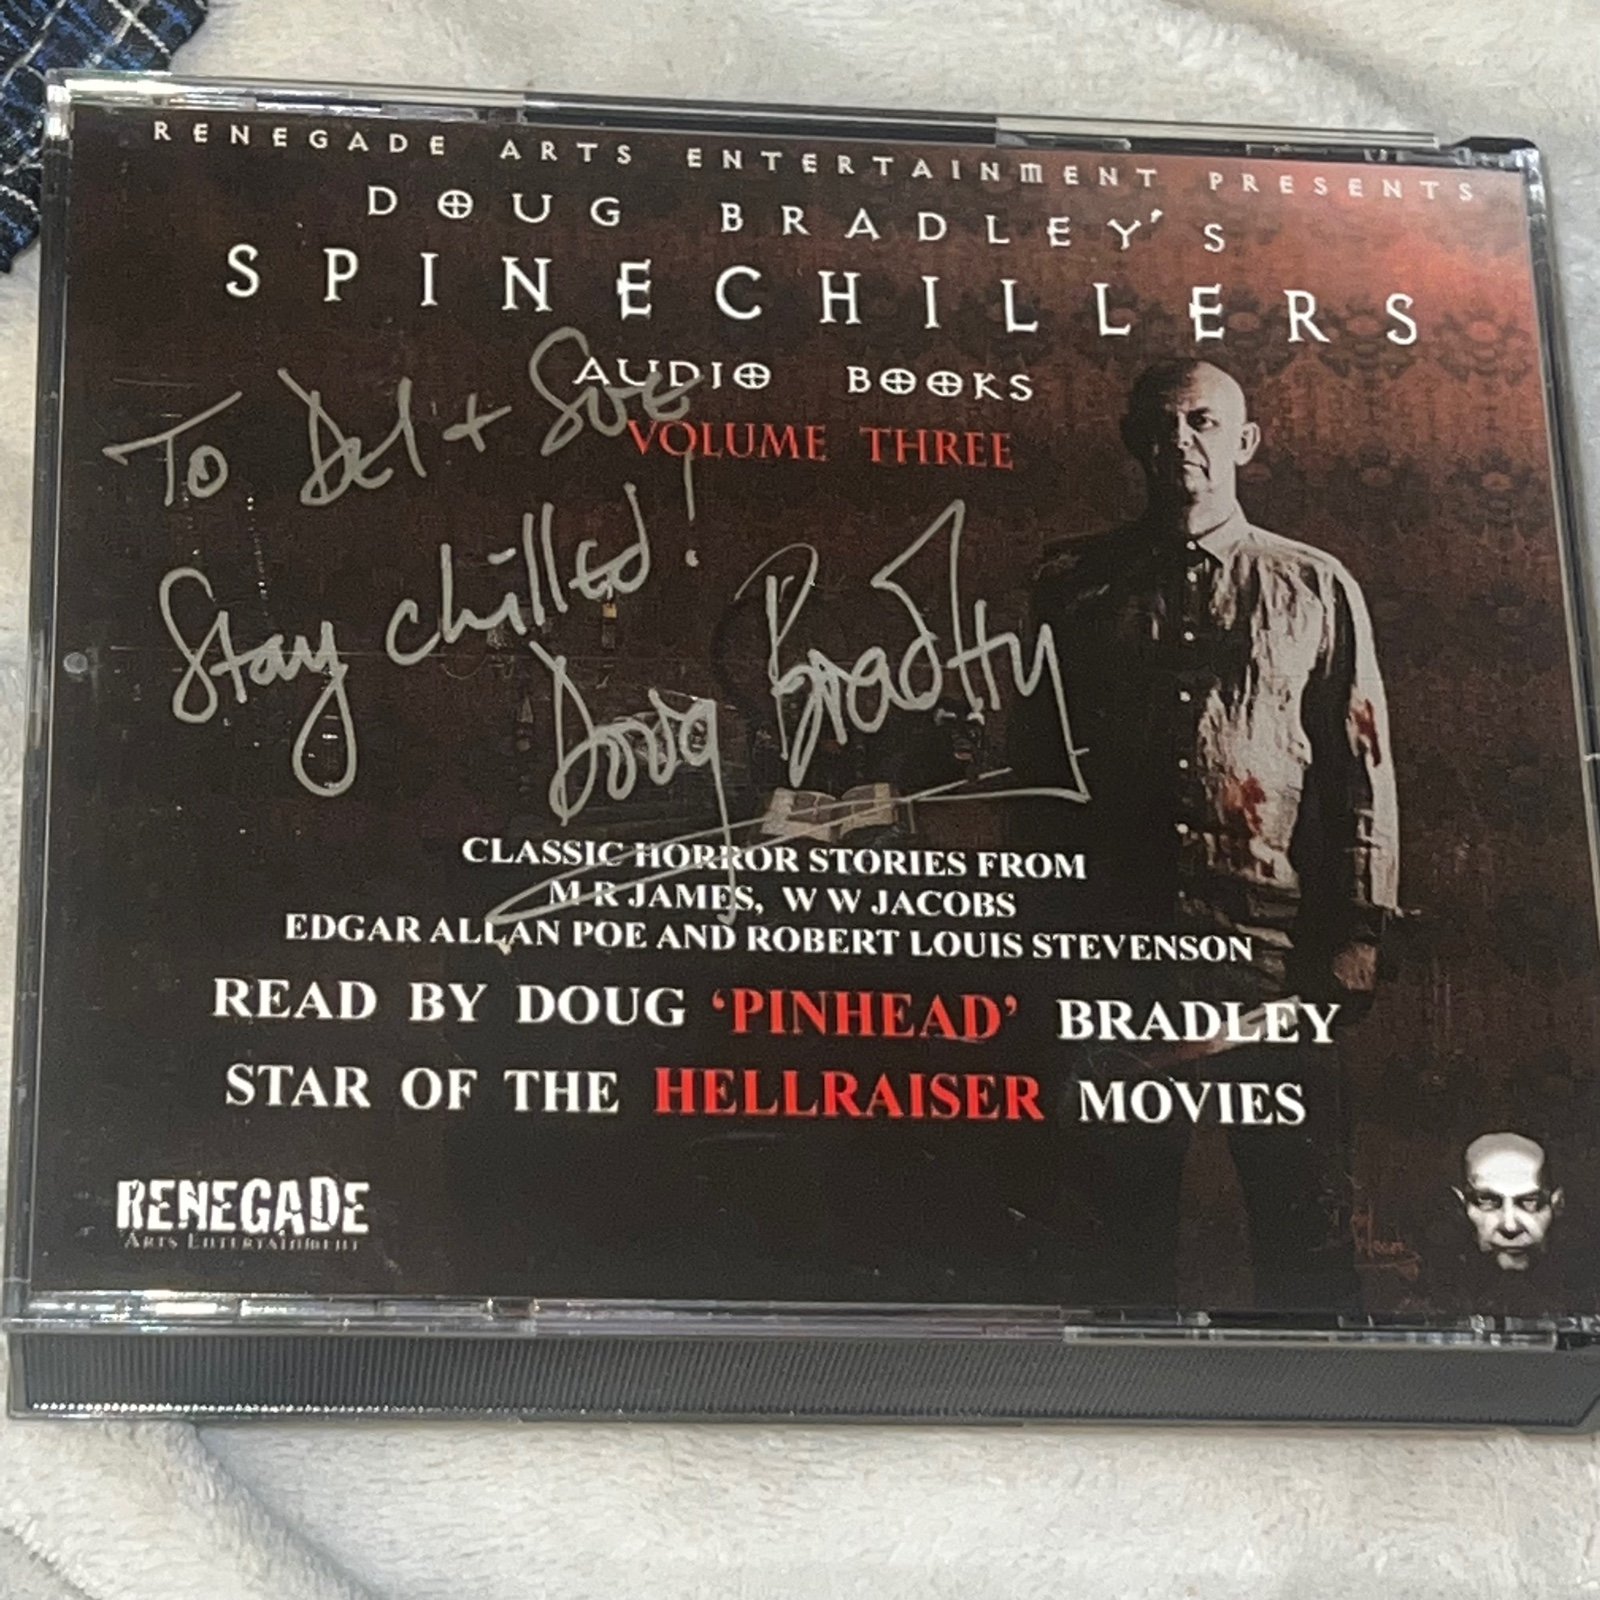 RENEGADE ARTS ENTERTAINMENT PRESENTS
DOUG BRADLEY'S
SPINECHILLERS
AUDIO BOOKS
VOLUME THREE
To Del + Sue
Stay chilled!
Doug Bradley
CLASSIC HORROR STORIES FROM
M R JAMES, W W JACOBS
EDGAR ALLAN POE AND ROBERT LOUIS STEVENSON
READ BY DOUG ‘PINHEAD’ BRADLEY
STAR OF THE HELLRAISER MOVIES
RENEGADE
ARTS ENTERTAINMENT